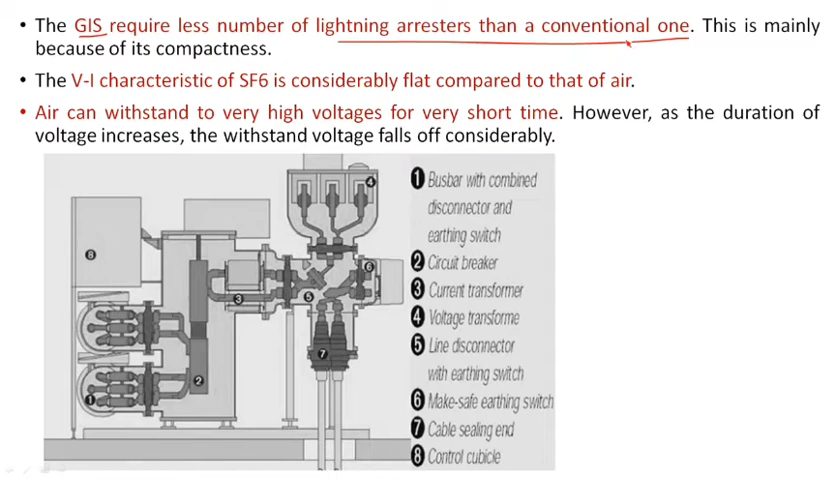 • The GIS require less number of lightning arresters than a conventional one. This is mainly
because of its compactness.
• The V-I characteristic of SF6 is considerably flat compared to that of air.
• Air can withstand to very high voltages for very short time. However, as the duration of
voltage increases, the withstand voltage falls off considerably.
1 Busbar with combined
disconnector and
earthing switch
2 Circuit breaker
3 Current transformer
4 Voltage transforme
5 Line disconnector
with earthing switch
6 Make-safe earthing switch
7 Cable sealing end
8 Control cubicle
4
8
6
3
5
7
2
1